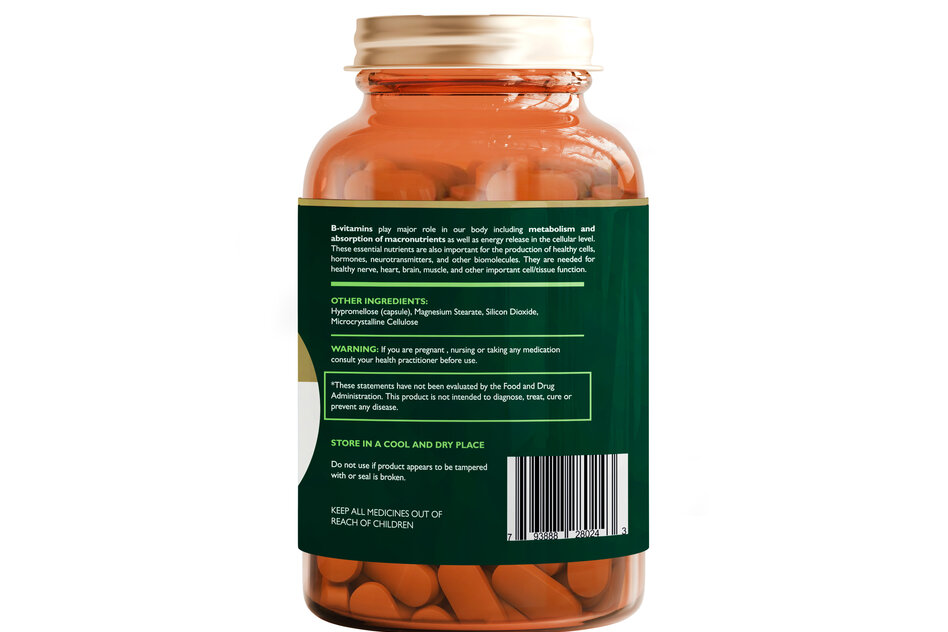 B-vitamins play major role in our body including metabolism and
absorption of macronutrients as well as energy release in the cellular level.
These essential nutrients are also important for the production of healthy cells,
hormones, neurotransmitters, and other biomolecules. They are needed for
healthy nerve, heart, brain, muscle, and other important cell/tissue function.
OTHER INGREDIENTS:
Hypromellose (capsule), Magnesium Stearate, Silicon Dioxide,
Microcrystalline Cellulose
WARNING: If you are pregnant , nursing or taking any medication
consult your health practitioner before use.
*These statements have not been evaluated by the Food and Drug
Administration. This product is not intended to diagnose, treat, cure or
prevent any disease.
STORE IN A COOL AND DRY PLACE
Do not use if product appears to be tampered
with or seal is broken.
KEEP ALL MEDICINES OUT OF
REACH OF CHILDREN
7 93888 28024 3